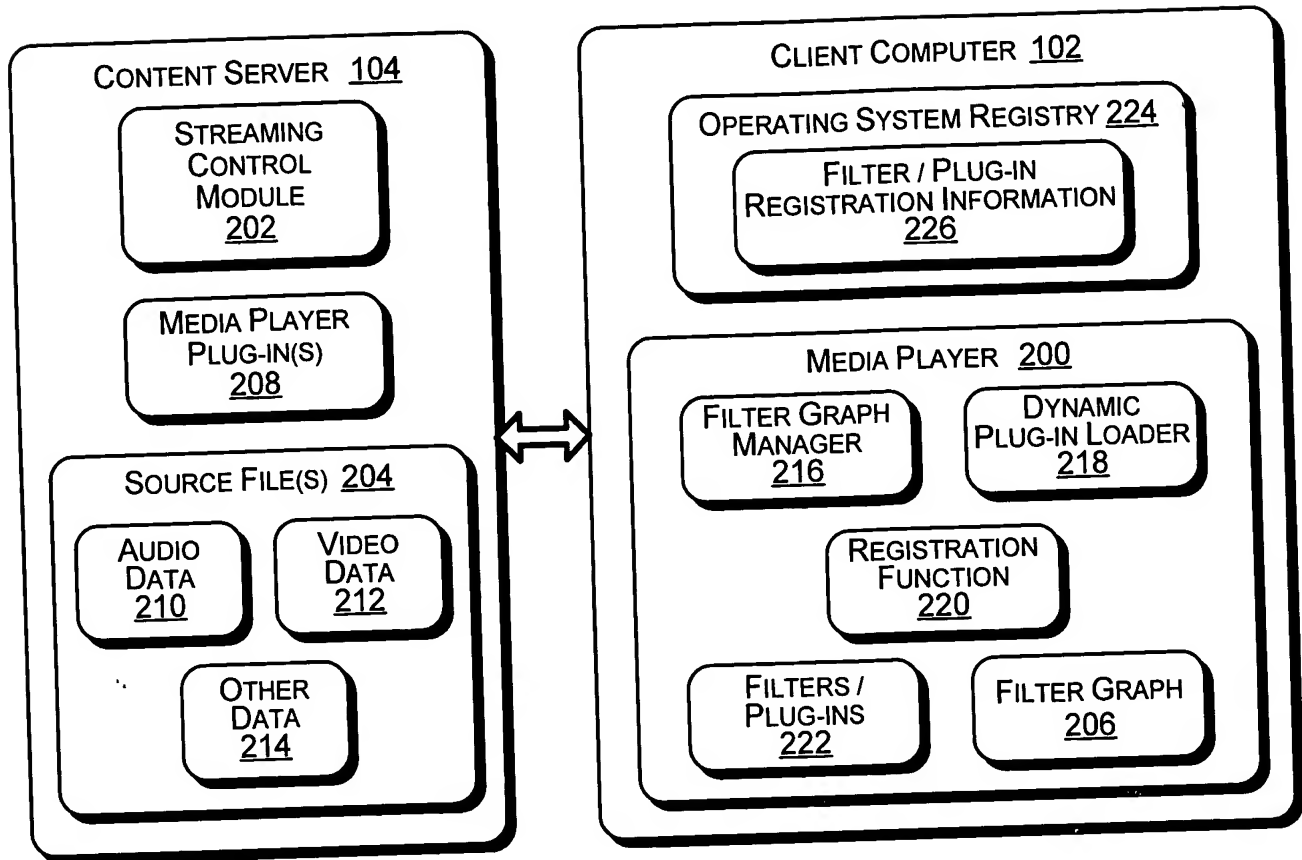 CONTENT SERVER 104
STREAMING
CONTROL
MODULE
202
MEDIA PLAYER
PLUG-IN(S)
208
SOURCE FILE(S) 204
AUDIO
DATA
210
VIDEO
DATA
212
OTHER
DATA
214
CLIENT COMPUTER 102
OPERATING SYSTEM REGISTRY 224
FILTER / PLUG-IN
REGISTRATION INFORMATION
226
MEDIA PLAYER 200
FILTER GRAPH
MANAGER
216
DYNAMIC
PLUG-IN LOADER
218
REGISTRATION
FUNCTION
220
FILTERS /
PLUG-INS
222
FILTER GRAPH
206